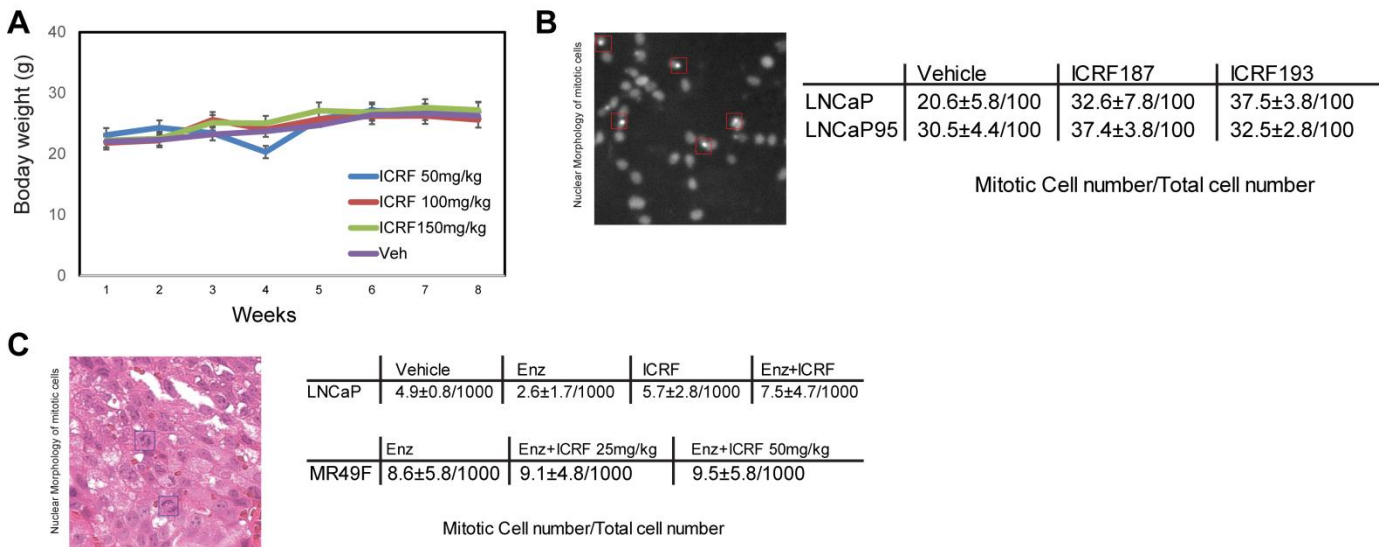 A
Boday weight (g)
40
30
20
10
0
ICRF 50mg/kg
ICRF 100mg/kg
ICRF150mg/kg
Veh
1 2 3 4 5 6 7 8
Weeks
B
Nuclear Morphology of mitotic cells
Vehicle ICRF187 ICRF193
LNCaP 20.6±5.8/100 32.6±7.8/100 37.5±3.8/100
LNCaP95 30.5±4.4/100 37.4±3.8/100 32.5±2.8/100
Mitotic Cell number/Total cell number
C
Nuclear Morphology of mitotic cells
Vehicle Enz ICRF Enz+ICRF
LNCaP 4.9±0.8/1000 2.6±1.7/1000 5.7±2.8/1000 7.5±4.7/1000
Enz Enz+ICRF 25mg/kg Enz+ICRF 50mg/kg
MR49F 8.6±5.8/1000 9.1±4.8/1000 9.5±5.8/1000
Mitotic Cell number/Total cell number